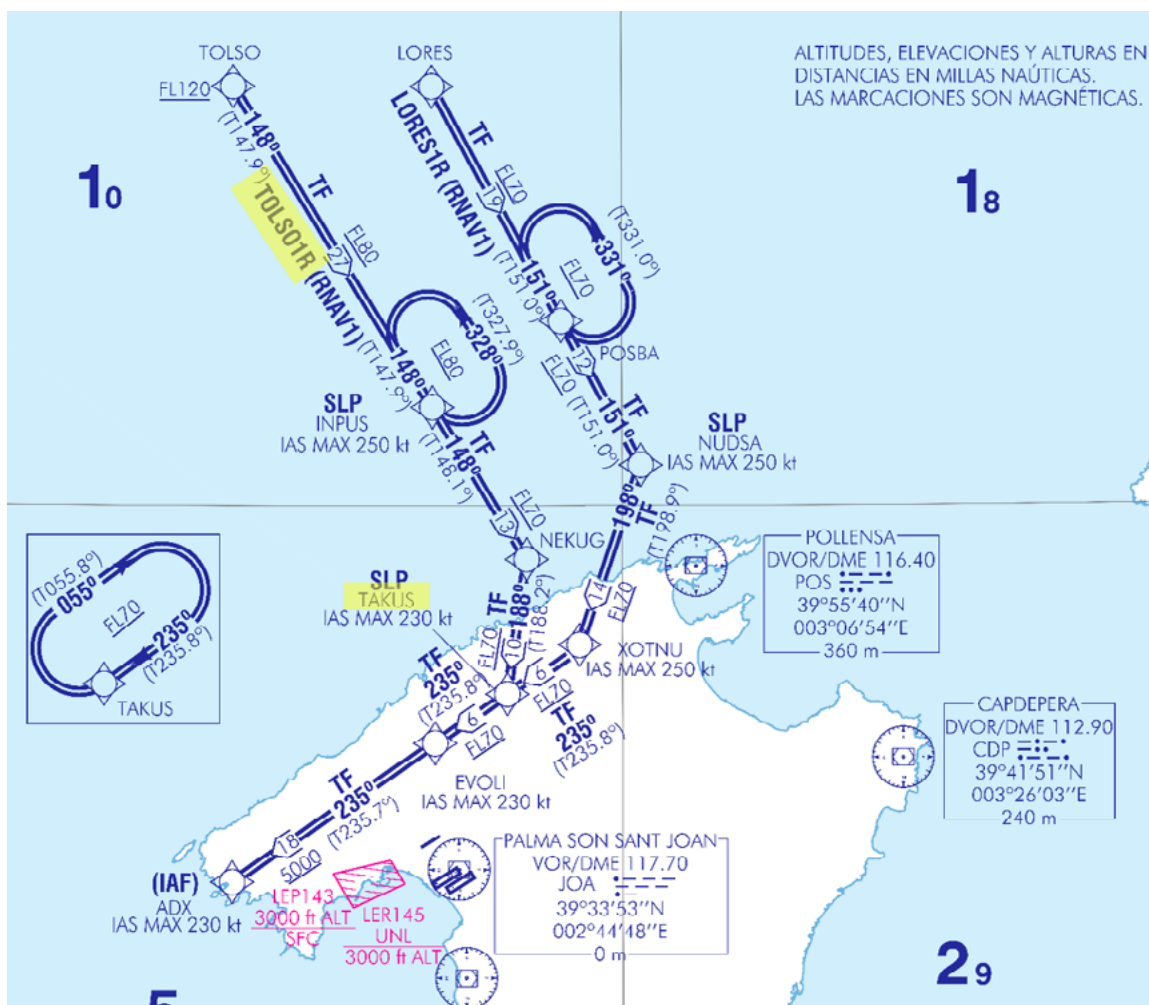 TOLSO
LORES
ALTITUDES, ELEVACIONES Y ALTURAS EN
DISTANCIAS EN MILLAS NAÚTICAS.
LAS MARCACIONES SON MAGNÉTICAS.
FL120
148°
(T147.9°)
TF
TOLSO1R (RNAV1)
27
FL80
148°
(T147.9°)
LORES1R (RNAV1)
TF
19
FL70
151°
(T151.0°)
1₀
1₈
331°
(T331.0°)
FL70
POSBA
328°
(T327.9°)
FL80
SLP
INPUS
IAS MAX 250 kt
TF
148°
(T148.1°)
13
FL70
NEKUG
12
FL70
TF
151°
(T151.0°)
SLP
NUDSA
IAS MAX 250 kt
198°
TF
(T198.9°)
14
FL70
XOTNU
IAS MAX 250 kt
POLLENSA
DVOR/DME 116.40
POS
39°55'40''N
003°06'54''E
360 m
055°
(T055.8°)
FL70
235°
(T235.8°)
TAKUS
SLP
TAKUS
IAS MAX 230 kt
TF
188°
(T188.2°)
10
FL70
6
FL70
TF
235°
(T235.8°)
TF
235°
(T235.8°)
6
FL70
EVOLI
IAS MAX 230 kt
CAPDEPERA
DVOR/DME 112.90
CDP
39°41'51''N
003°26'03''E
240 m
TF
235°
(T235.7°)
18
5000
(IAF)
ADX
IAS MAX 230 kt
LEP143
3000 ft ALT
SFC
LER145
UNL
3000 ft ALT
PALMA SON SANT JOAN
VOR/DME 117.70
JOA
39°33'53''N
002°44'48''E
0 m
2₉